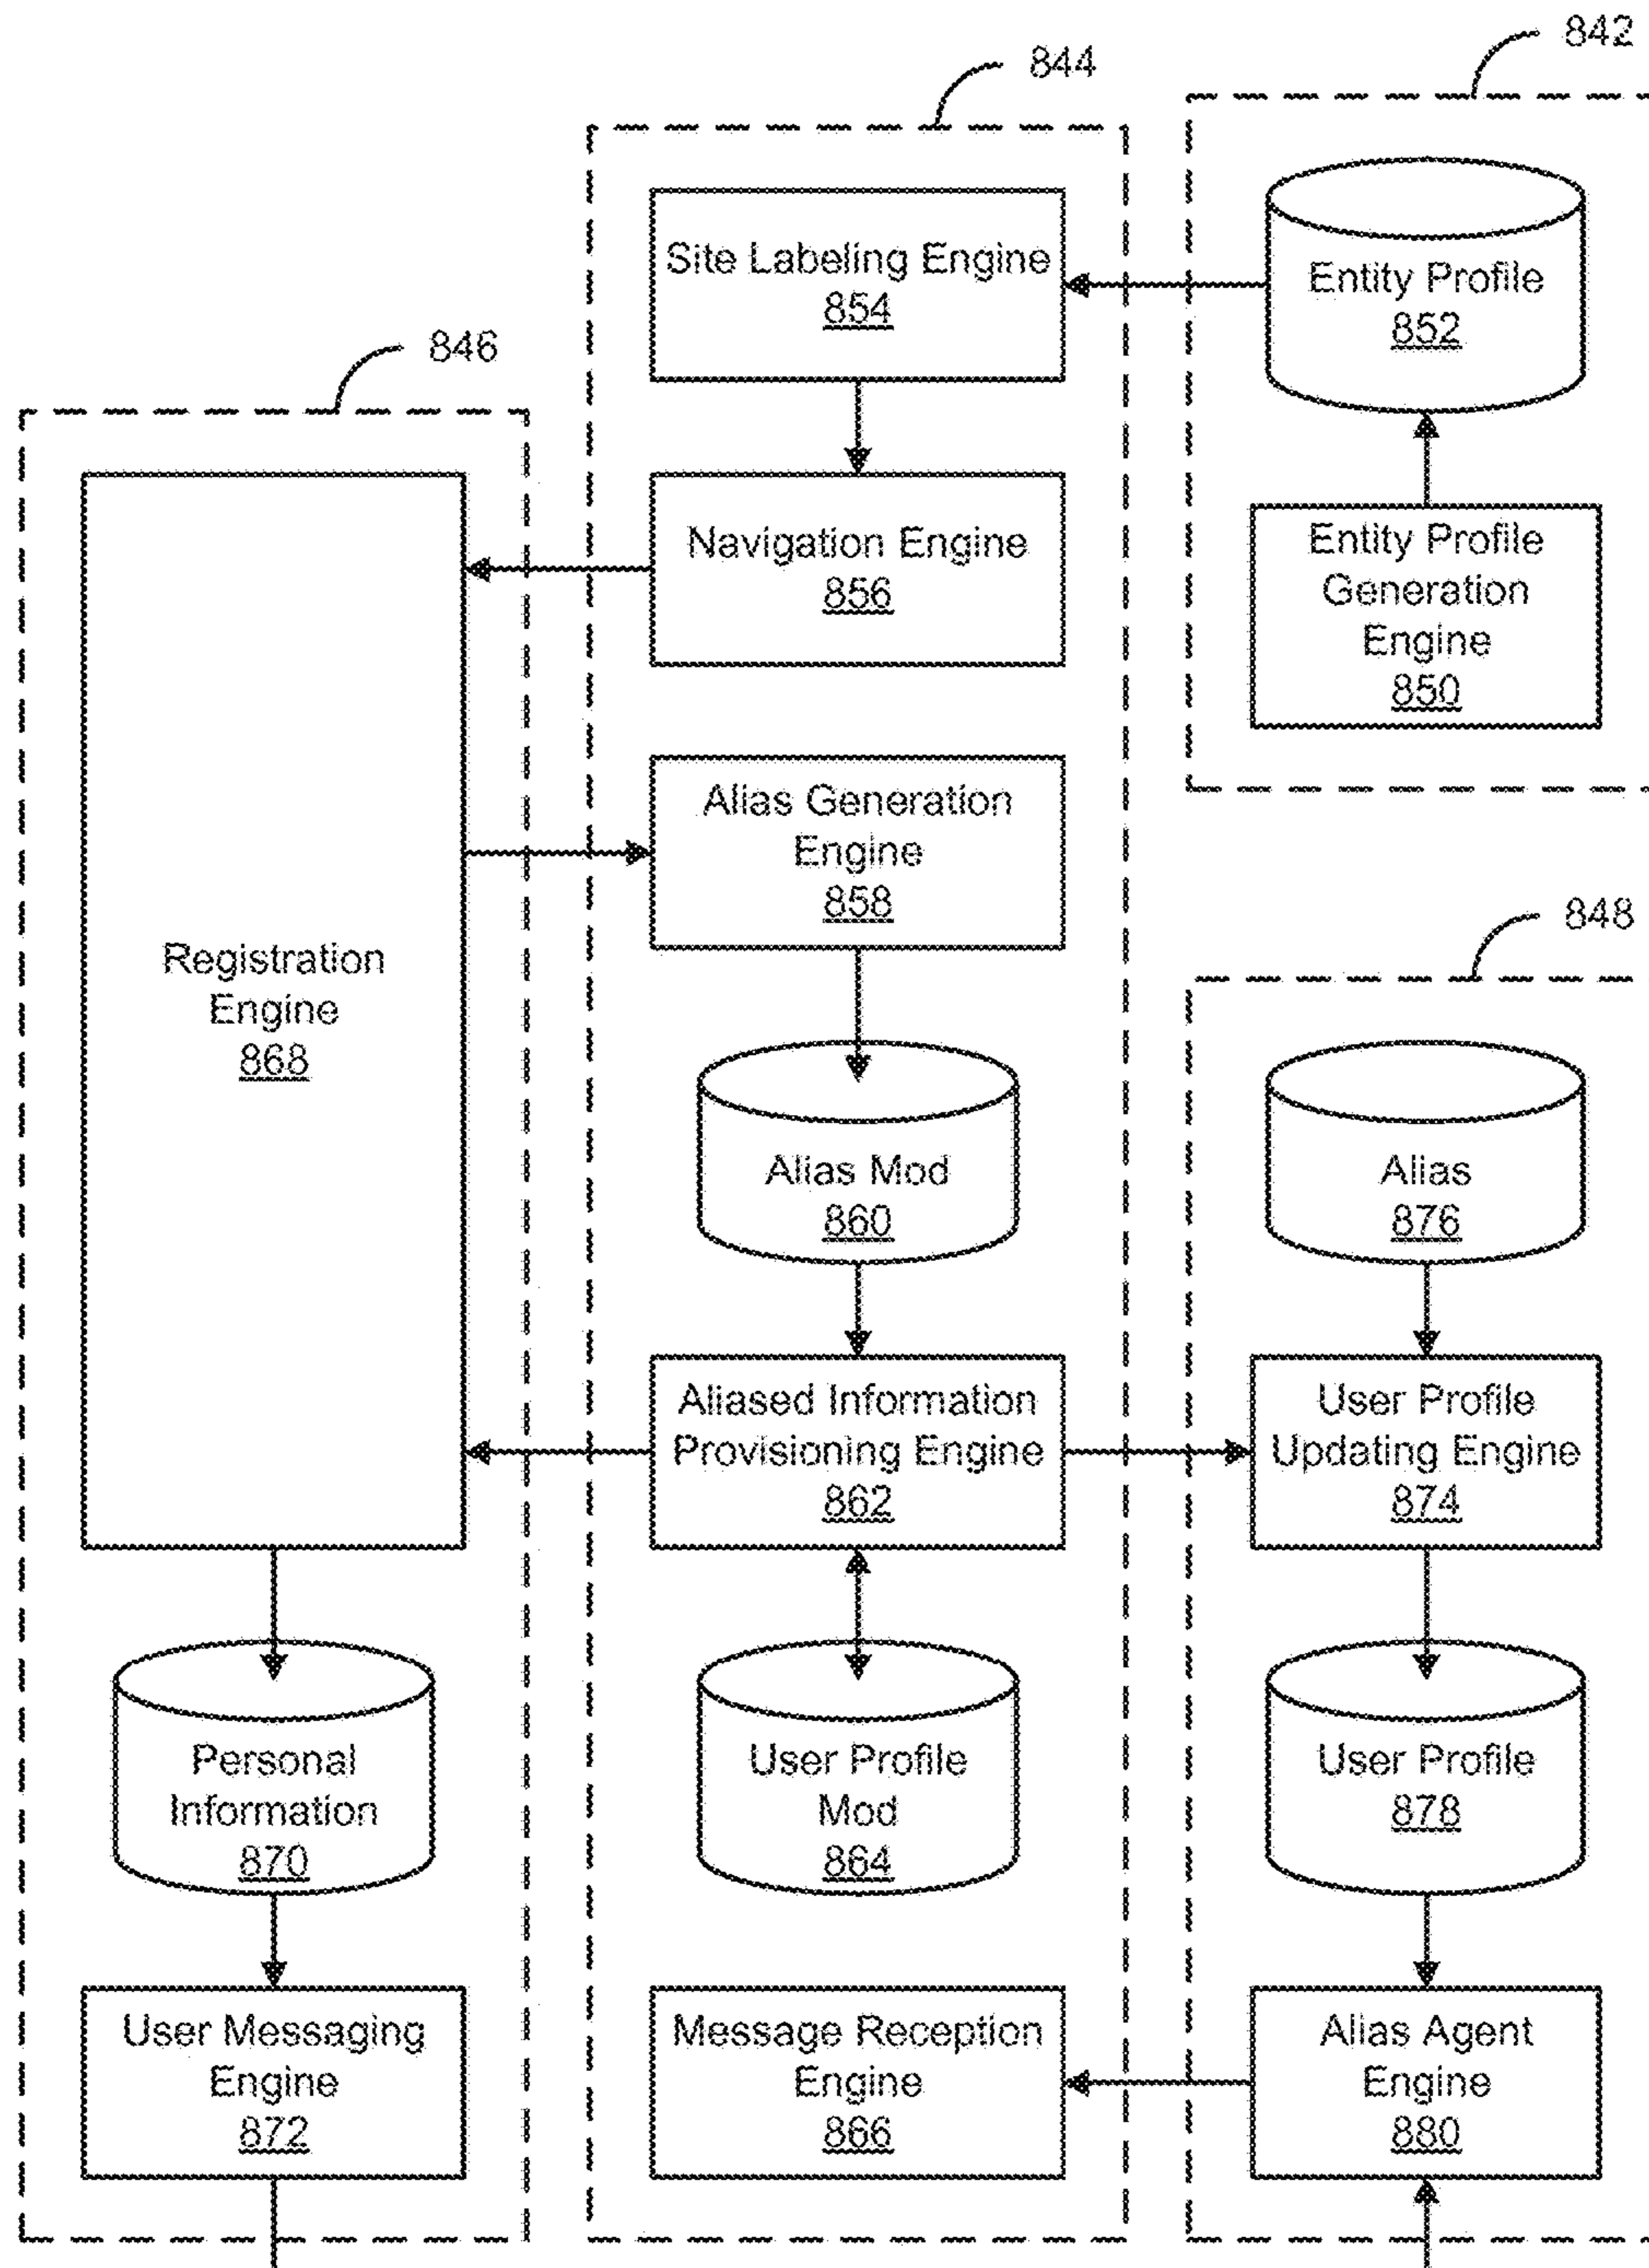 842
844
Site Labeling Engine
854
Entity Profile
852
846
Navigation Engine
856
Entity Profile
Generation
Engine
850
Alias Generation
Engine
858
848
Registration
Engine
868
Alias Mod
860
Alias
876
Aliased Information
Provisioning Engine
862
User Profile
Updating Engine
874
Personal
Information
870
User Profile
Mod
864
User Profile
878
User Messaging
Engine
872
Message Reception
Engine
866
Alias Agent
Engine
880